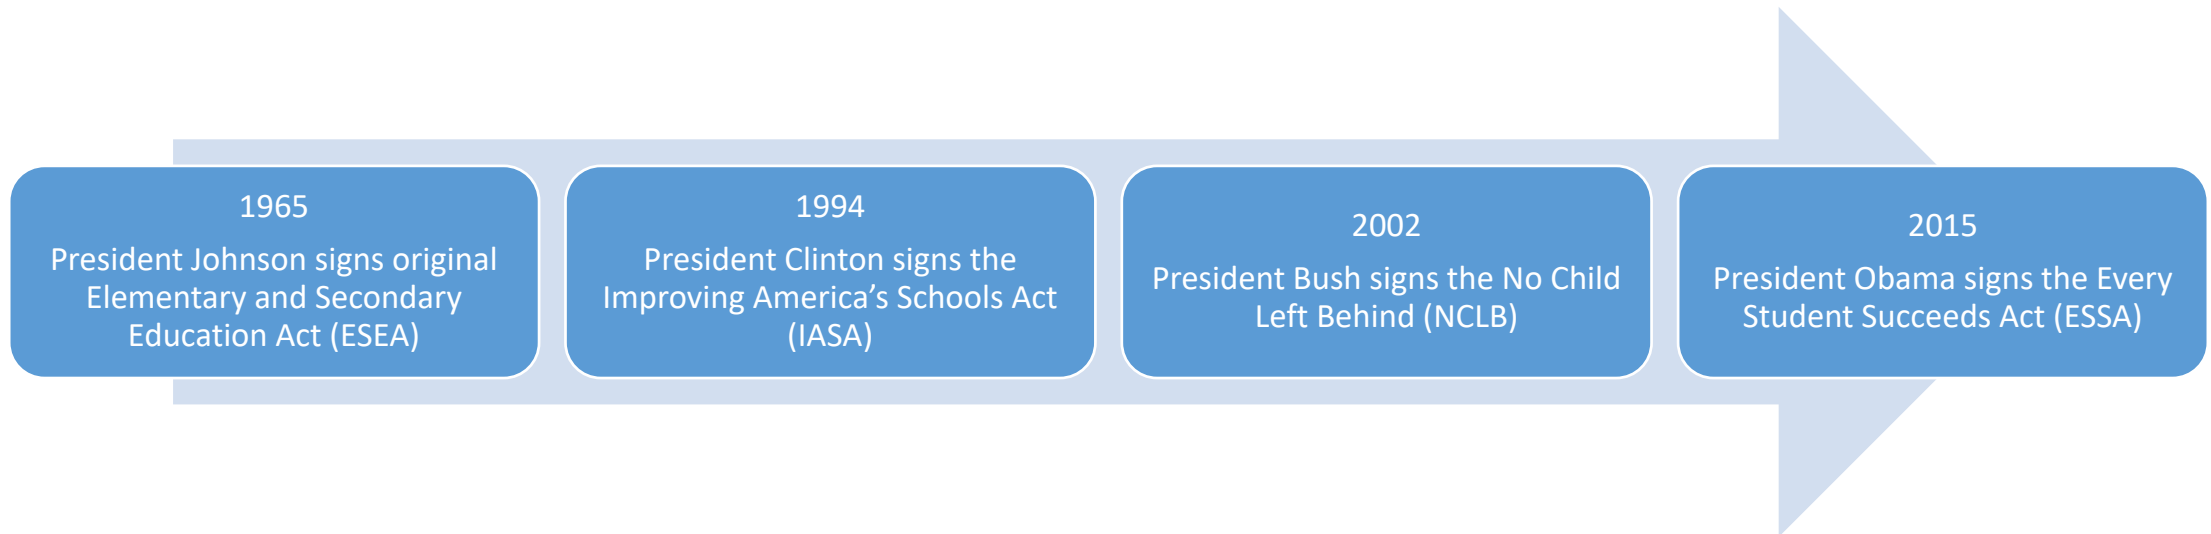 1965
President Johnson signs original
Elementary and Secondary
Education Act (ESEA)
1994
President Clinton signs the
Improving America’s Schools Act
(IASA)
2002
President Bush signs the No Child
Left Behind (NCLB)
2015
President Obama signs the Every
Student Succeeds Act (ESSA)